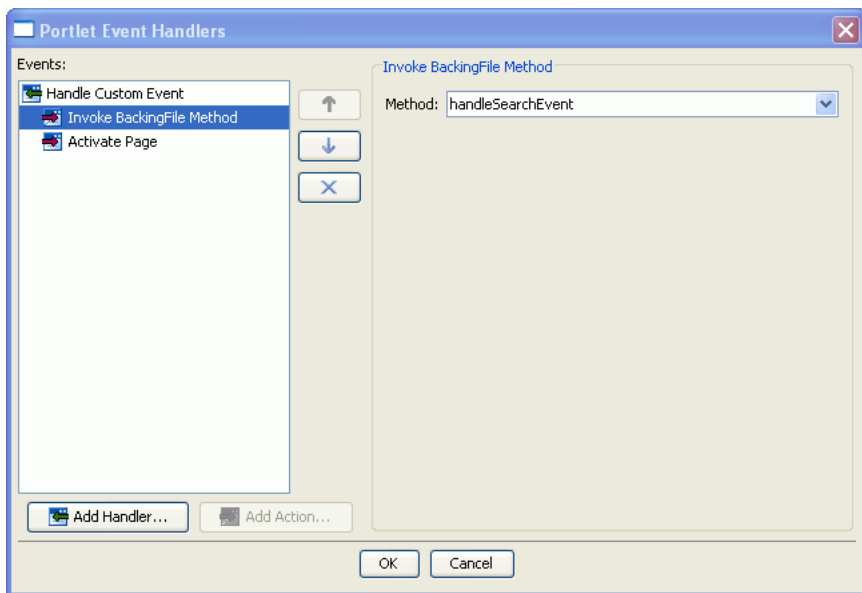 Portlet Event Handlers
Events:
Handle Custom Event
Invoke BackingFile Method
Activate Page
Invoke BackingFile Method
Method: handleSearchEvent
Add Handler...
Add Action...
OK
Cancel